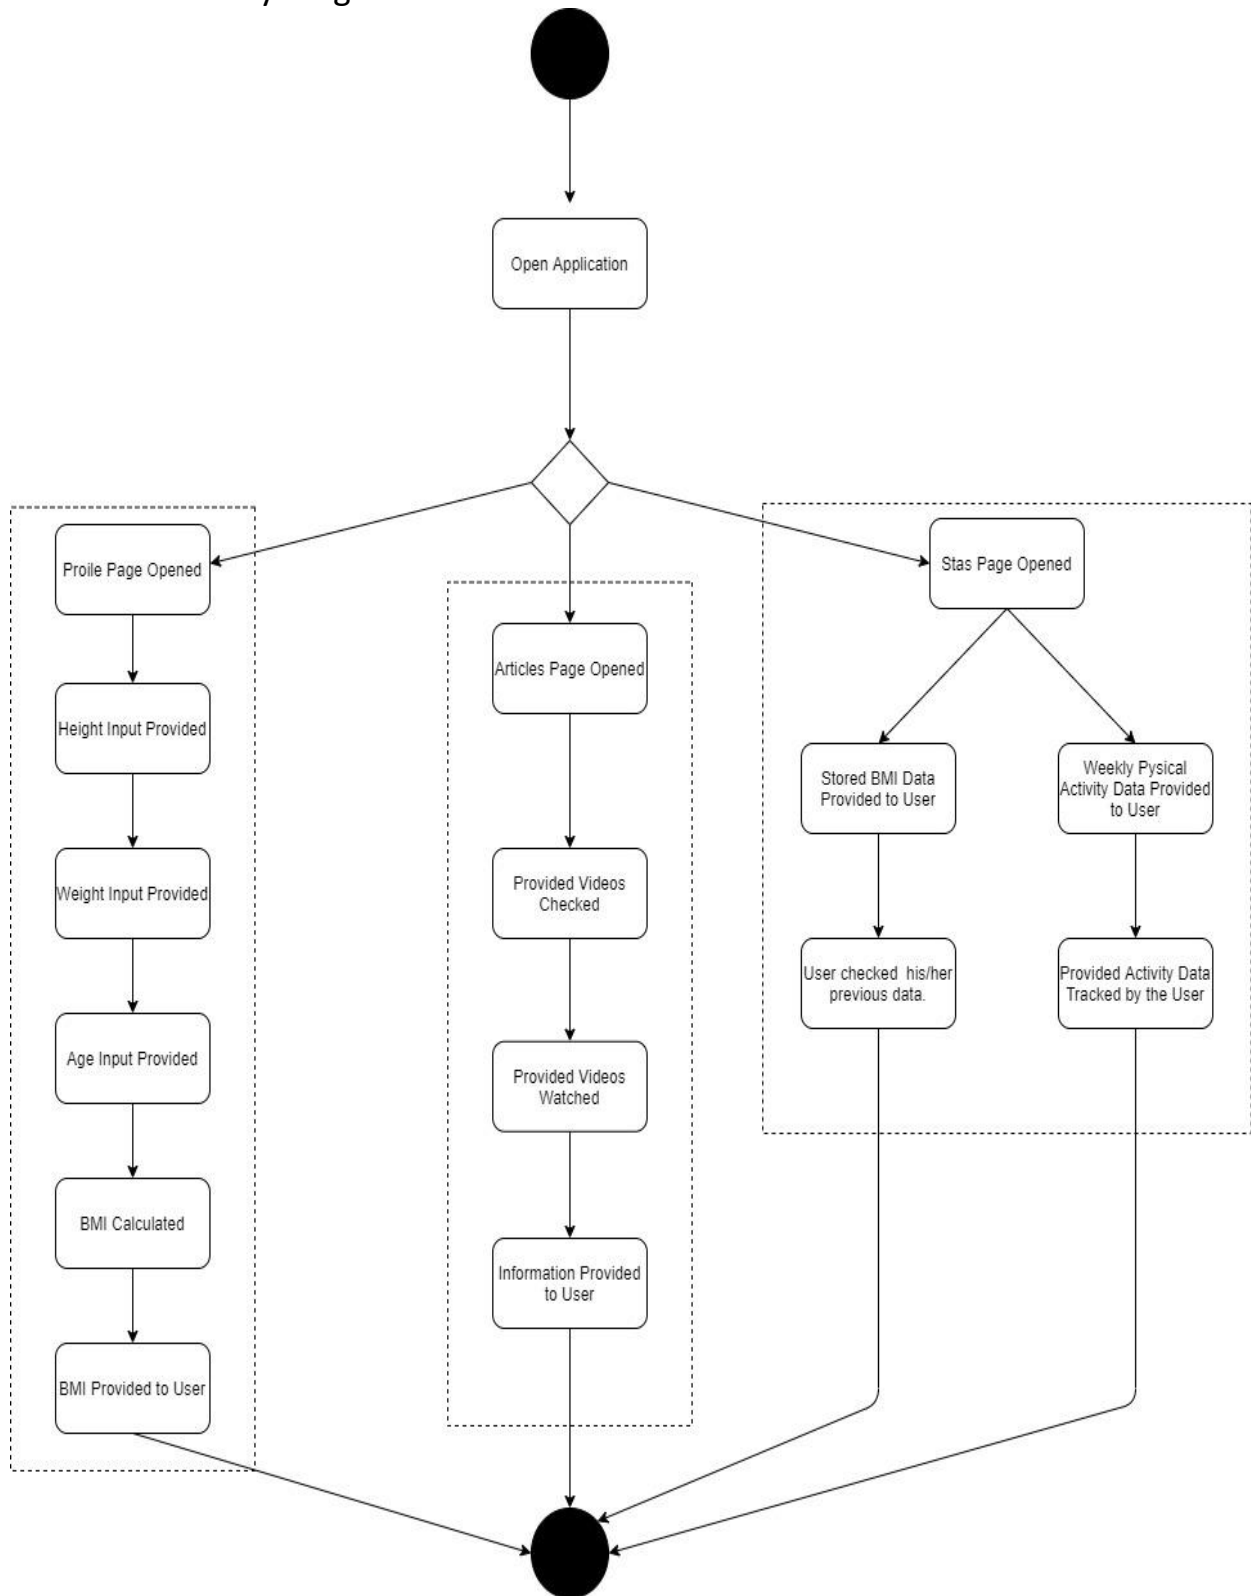 Open Application
Proile Page Opened
Height Input Provided
Weight Input Provided
Age Input Provided
BMI Calculated
BMI Provided to User
Articles Page Opened
Provided Videos
Checked
Provided Videos
Watched
Information Provided
to User
Stas Page Opened
Stored BMI Data
Provided to User
User checked his/her
previous data.
Weekly Pysical
Activity Data Provided
to User
Provided Activity Data
Tracked by the User